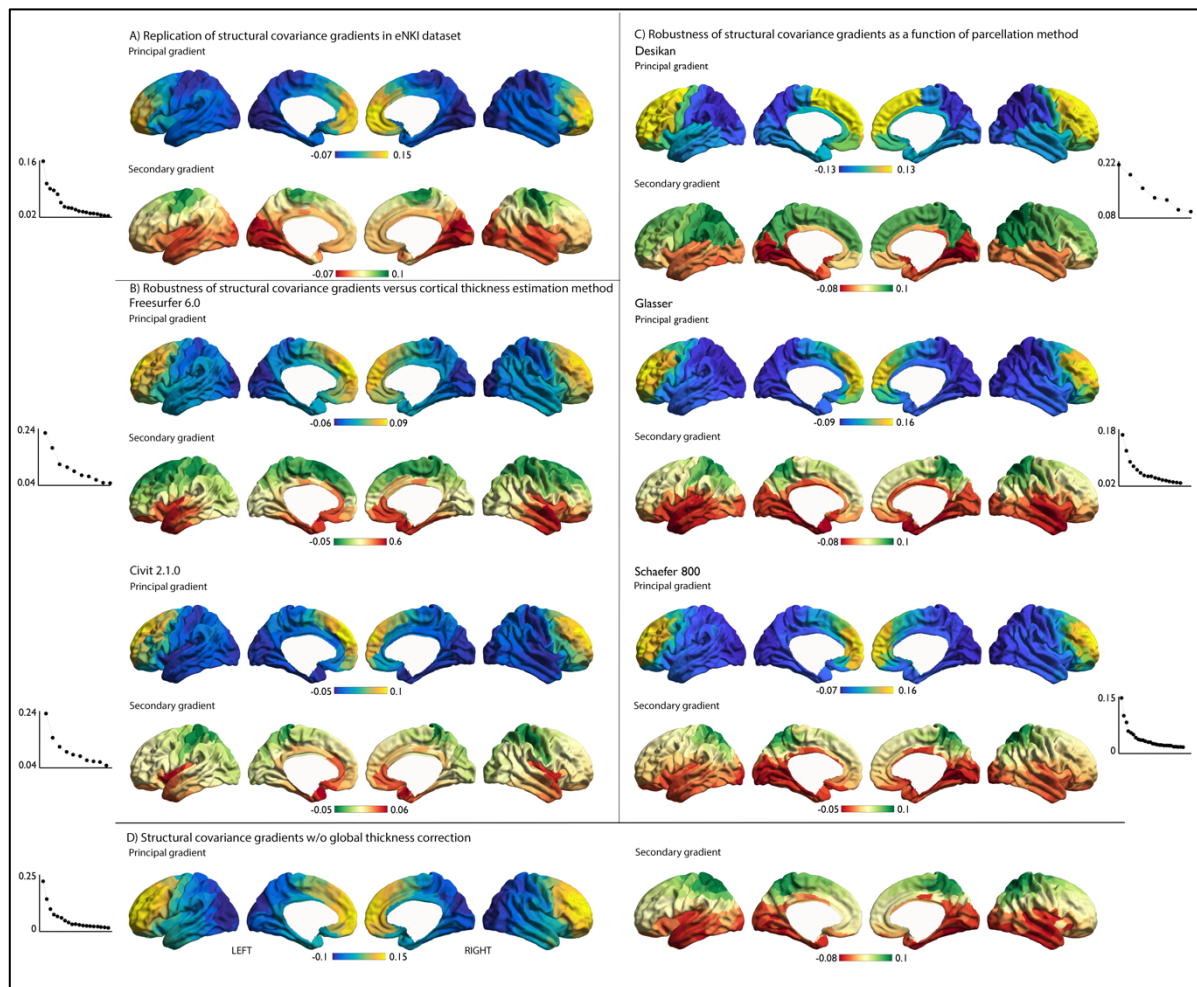 A) Replication of structural covariance gradients in eNKI dataset
Principal gradient
-0.07 0.15
Secondary gradient
0.16
0.02
-0.07 0.1
B) Robustness of structural covariance gradients versus cortical thickness estimation method
Freesurfer 6.0
Principal gradient
-0.06 0.09
Secondary gradient
0.24
0.04
-0.05 0.6
Civit 2.1.0
Principal gradient
-0.05 0.1
Secondary gradient
0.24
0.04
-0.05 0.06
C) Robustness of structural covariance gradients as a function of parcellation method
Desikan
Principal gradient
-0.13 0.13
Secondary gradient
0.22
0.08
-0.08 0.1
Glasser
Principal gradient
-0.09 0.16
Secondary gradient
0.18
0.02
-0.08 0.1
Schaefer 800
Principal gradient
-0.07 0.16
Secondary gradient
0.15
0
-0.05 0.1
D) Structural covariance gradients w/o global thickness correction
Principal gradient
0.25
0
LEFT RIGHT
-0.1 0.15
Secondary gradient
-0.08 0.1